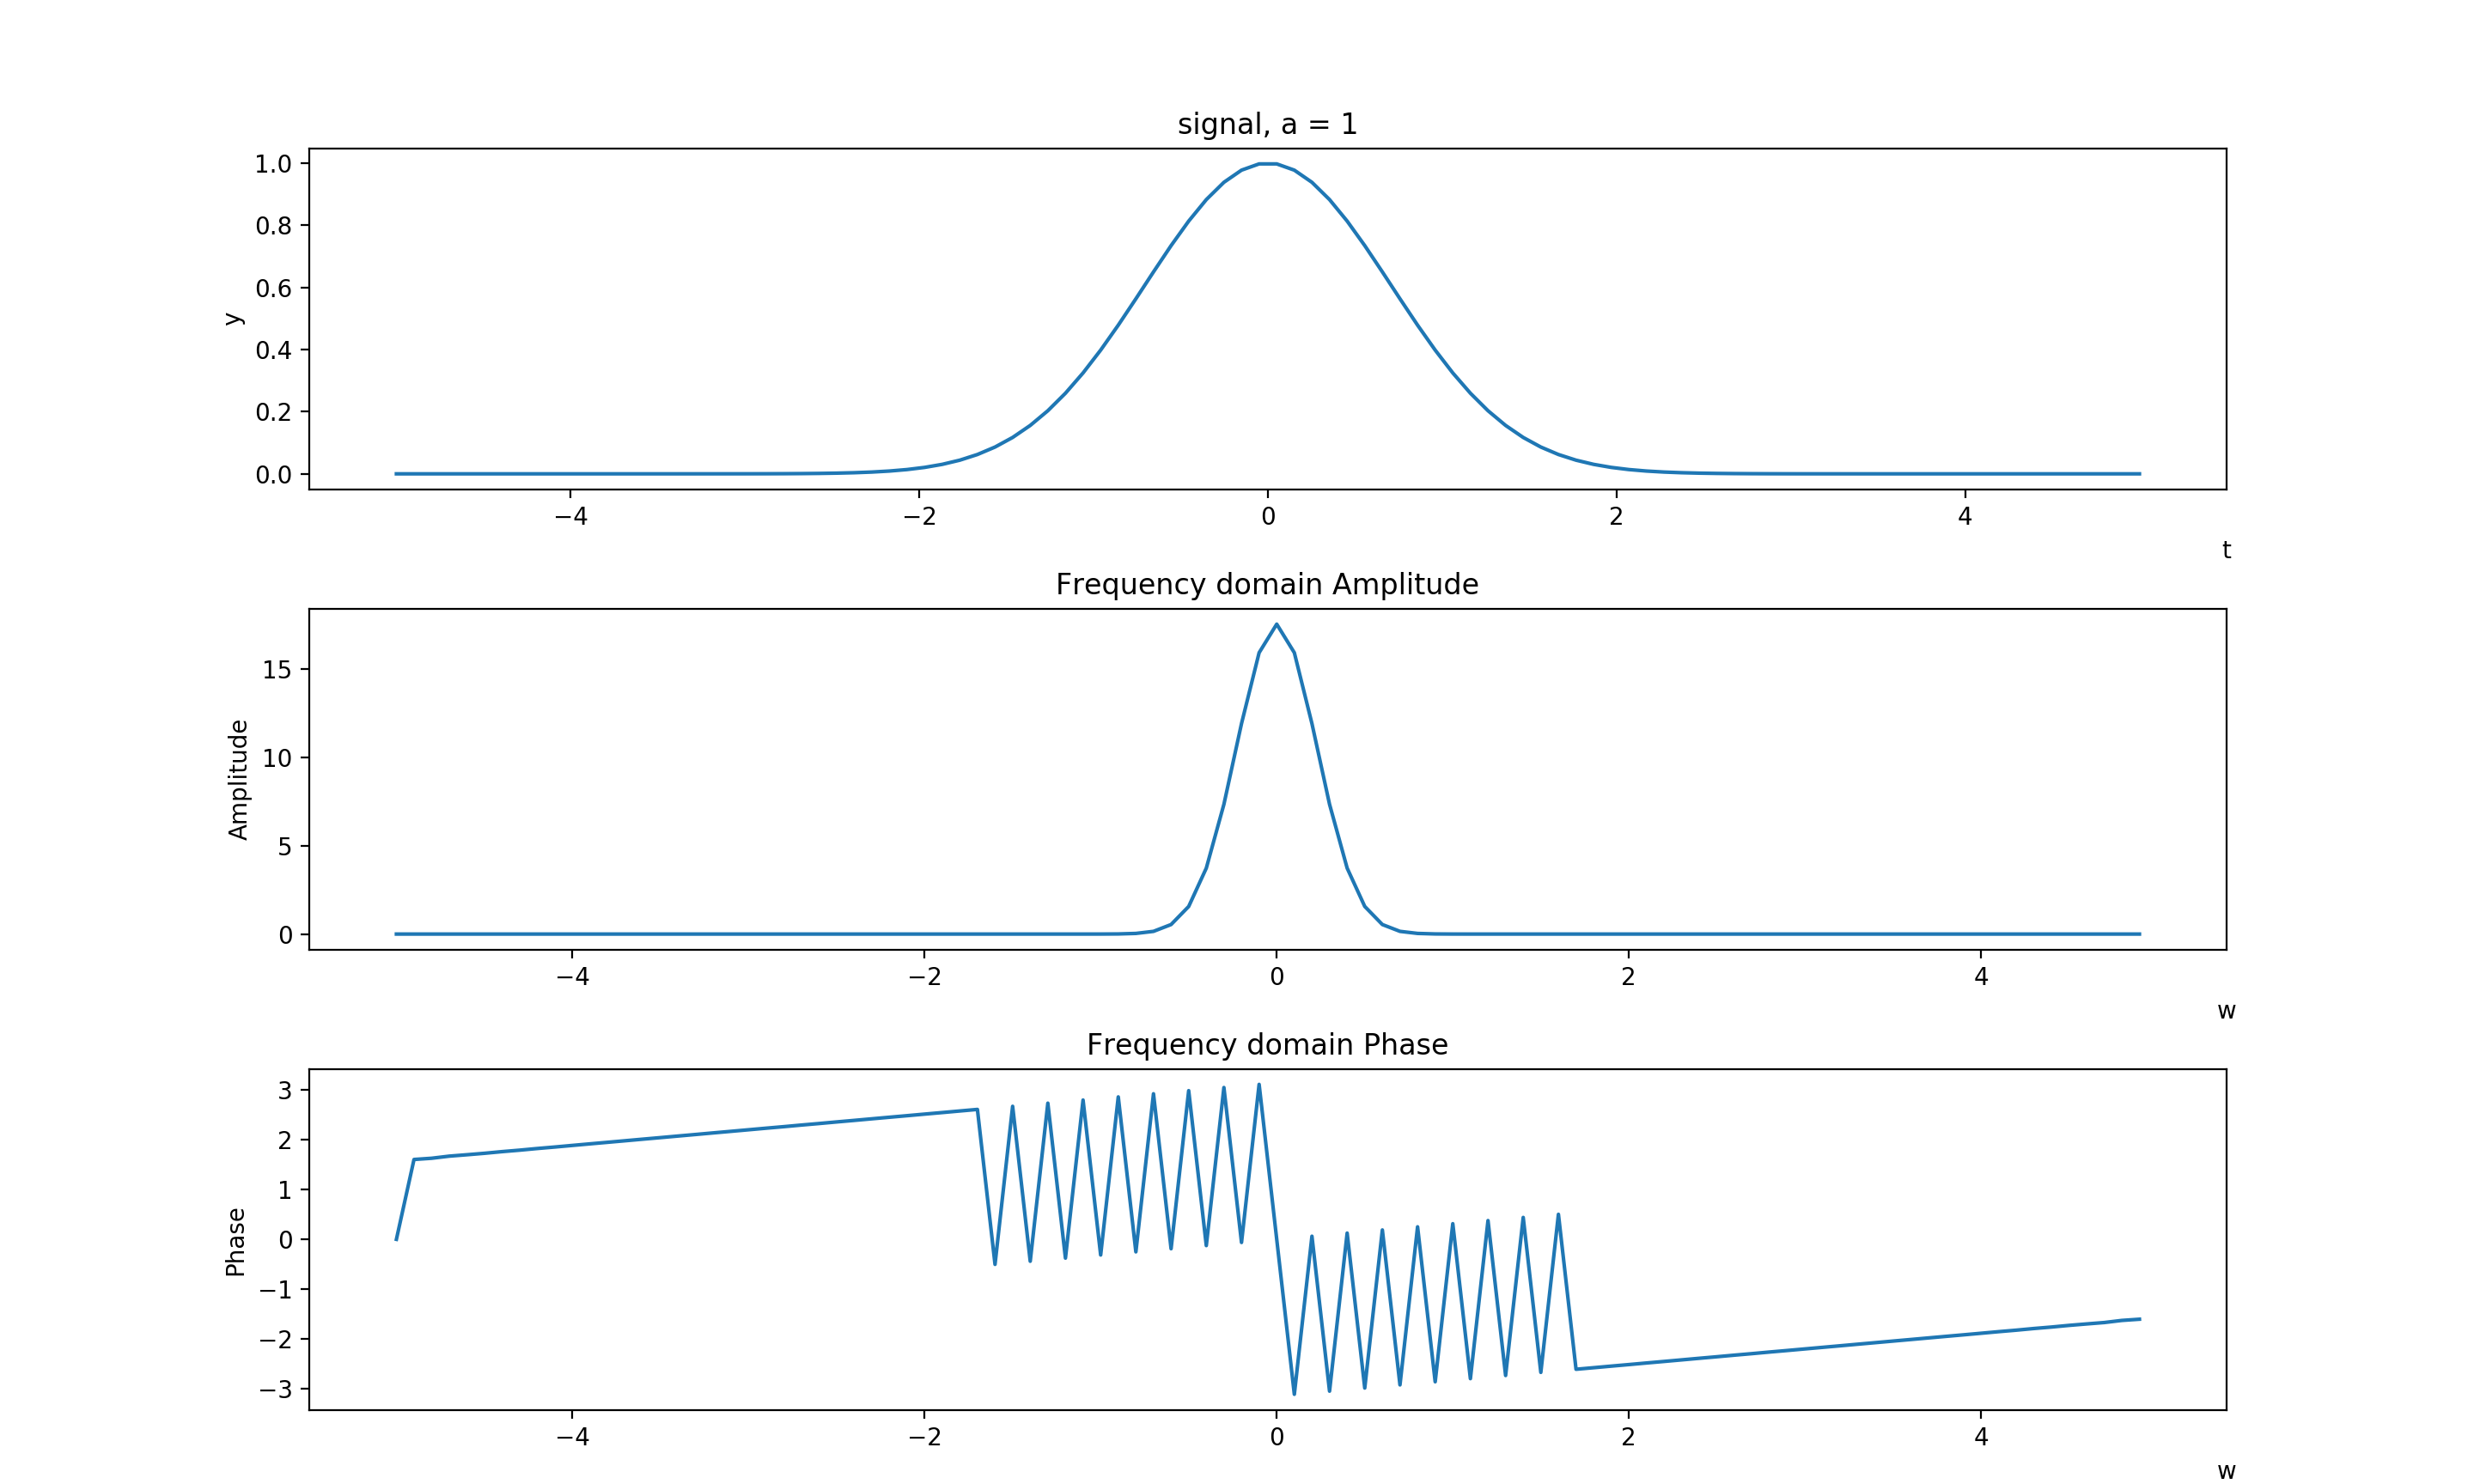 signal, a = 1
1.0
0.8
0.6
0.4
0.2
0.0
y
−4 −2 0 2 4
t
Frequency domain Amplitude
15
10
5
0
Amplitude
−4 −2 0 2 4
w
Frequency domain Phase
3
2
1
0
−1
−2
−3
Phase
−4 −2 0 2 4
w